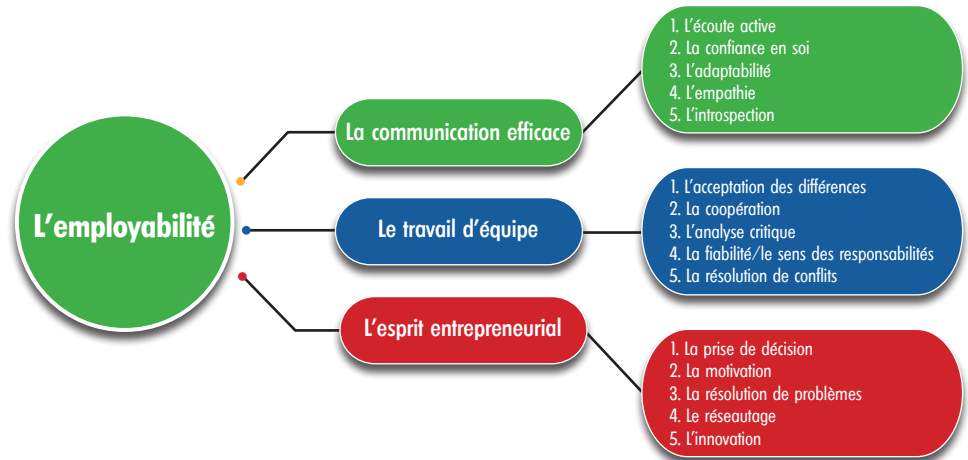 L'employabilité
La communication efficace
1. L'écoute active
2. La confiance en soi
3. L'adaptabilité
4. L'empathie
5. L'introspection
Le travail d'équipe
1. L'acceptation des différences
2. La coopération
3. L'analyse critique
4. La fiabilité/le sens des responsabilités
5. La résolution de conflits
L'esprit entrepreneurial
1. La prise de décision
2. La motivation
3. La résolution de problèmes
4. Le réseautage
5. L'innovation